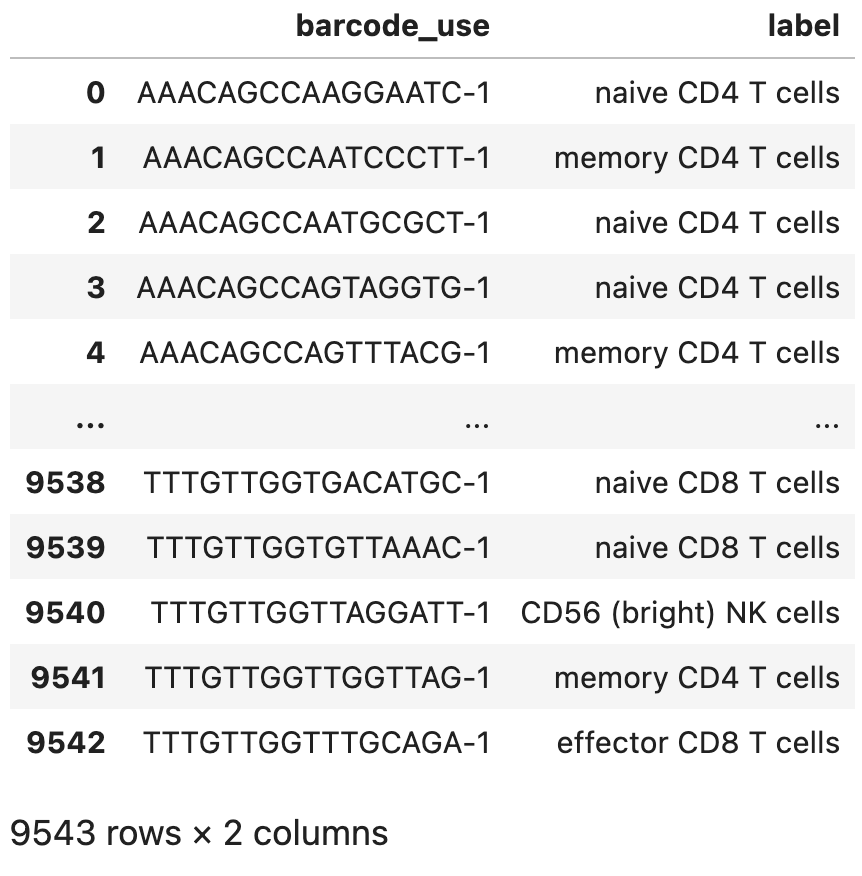 barcode_use label
0 AAACAGCCAAGGAATC-1 naive CD4 T cells
1 AAACAGCCAATCCCTT-1 memory CD4 T cells
2 AAACAGCCAATGCGCT-1 naive CD4 T cells
3 AAACAGCCAGTAGGTG-1 naive CD4 T cells
4 AAACAGCCAGTTTACG-1 memory CD4 T cells
... ... ...
9538 TTTGTTGGTGACATGC-1 naive CD8 T cells
9539 TTTGTTGGTGTTAAAC-1 naive CD8 T cells
9540 TTTGTTGGTTAGGATT-1 CD56 (bright) NK cells
9541 TTTGTTGGTTGGTTAG-1 memory CD4 T cells
9542 TTTGTTGGTTTGCAGA-1 effector CD8 T cells
9543 rows × 2 columns